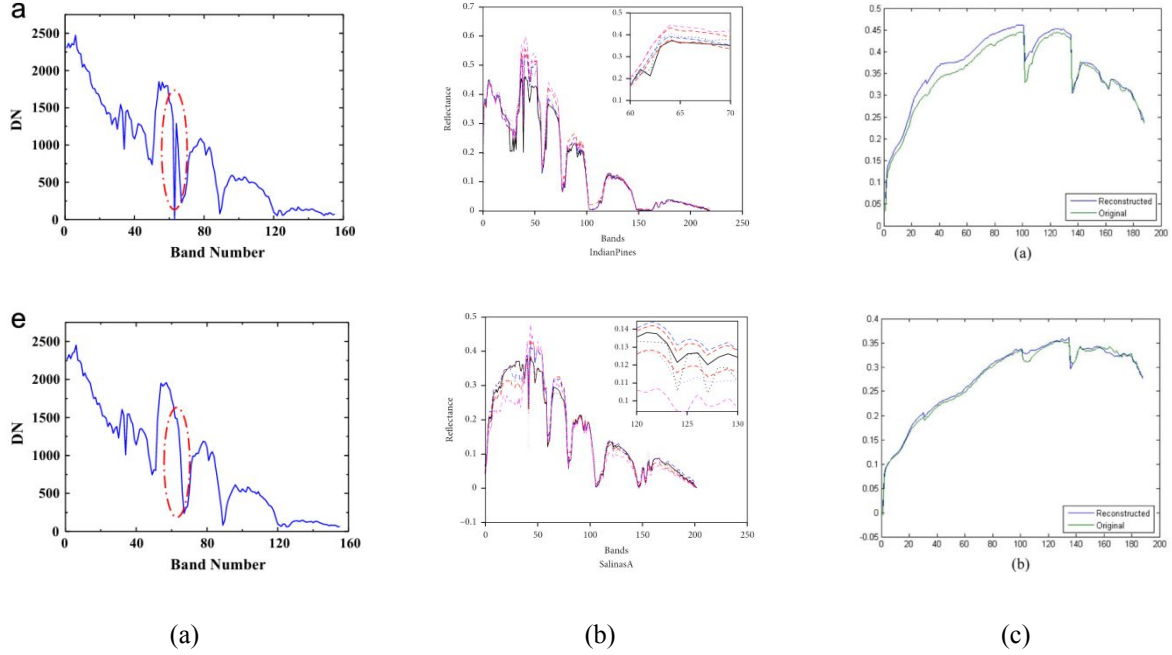 a
2500
2000
1500
1000
500
0
DN
0 40 80 120 160
Band Number
0.7
0.6
0.5
0.4
0.3
0.2
0.1
0
Reflectance
0 50 100 150 200 250
Bands
IndianPines
0.5
0.4
0.3
0.2
0.1
60 65 70
0.5
0.45
0.4
0.35
0.3
0.25
0.2
0.15
0.1
0.05
0
0 20 40 60 80 100 120 140 160 180 200
Reconstructed
Original
(a)
e
2500
2000
1500
1000
500
0
DN
0 40 80 120 160
Band Number
0.5
0.4
0.3
0.2
0.1
0
−0.1
Reflectance
0 50 100 150 200 250
Bands
SalinasA
0.14
0.13
0.12
0.11
0.1
120 125 130
0.4
0.35
0.3
0.25
0.2
0.15
0.1
0.05
0
-0.05
0 20 40 60 80 100 120 140 160 180 200
Reconstructed
Original
(b)
(a) (b) (c)